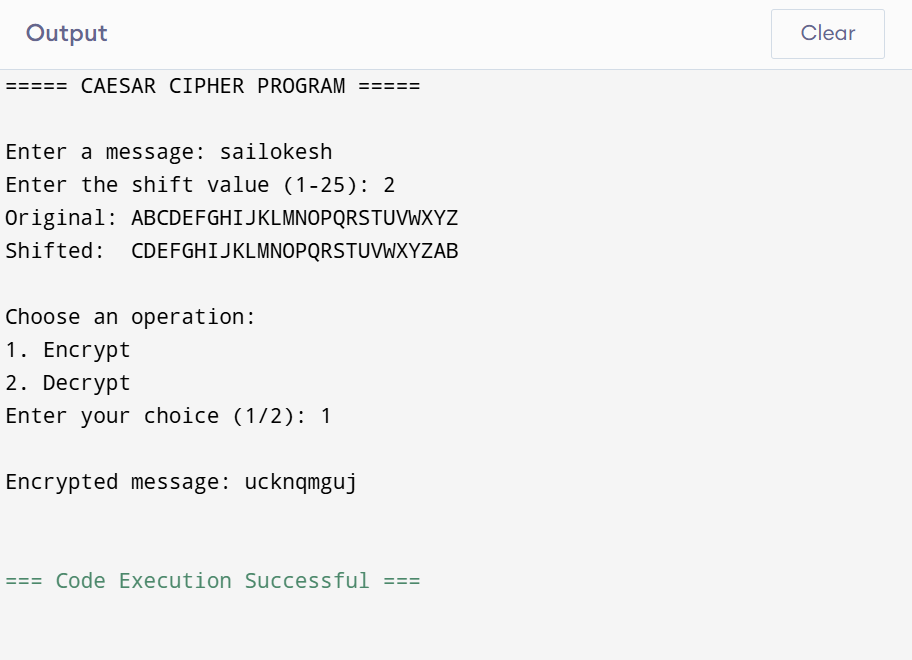 Output
Clear
===== CAESAR CIPHER PROGRAM =====
Enter a message: sailokesh
Enter the shift value (1-25): 2
Original: ABCDEFGHIJKLMNOPQRSTUVWXYZ
Shifted:  CDEFGHIJKLMNOPQRSTUVWXYZAB
Choose an operation:
1. Encrypt
2. Decrypt
Enter your choice (1/2): 1
Encrypted message: ucknqmguj
=== Code Execution Successful ===